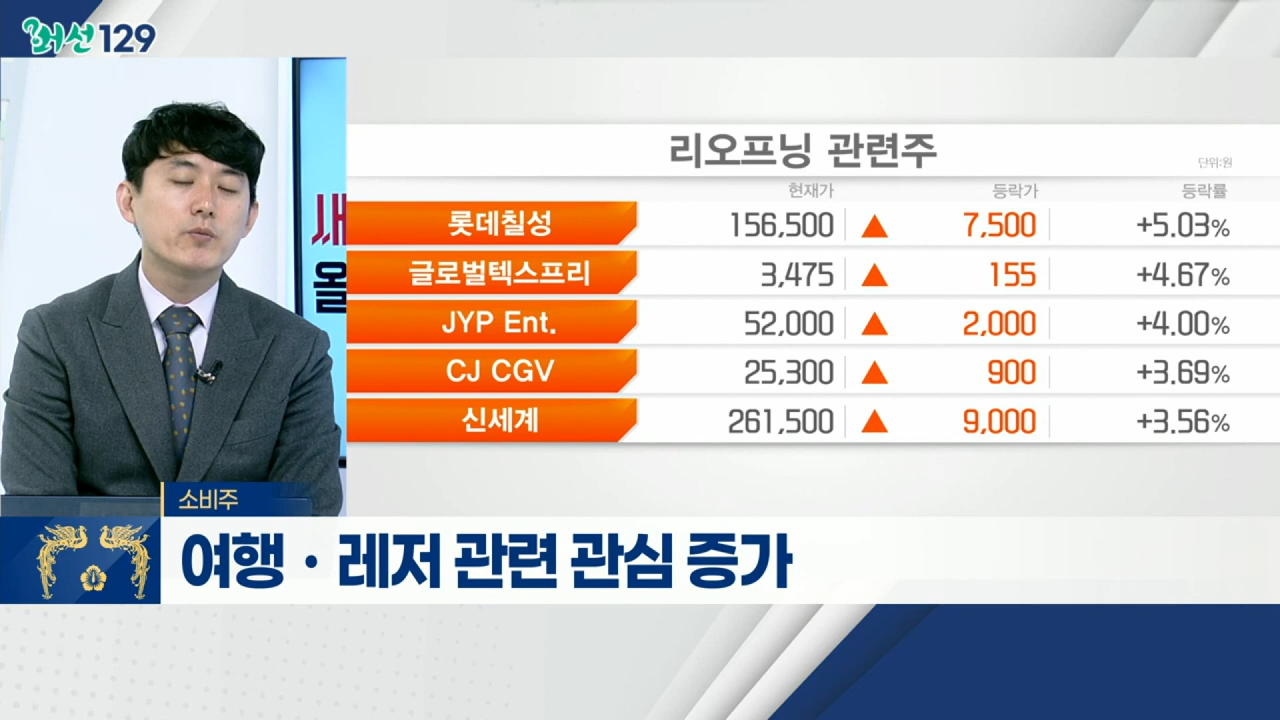 머선129
새
올
리오프닝 관련주
단위:원
현재가 등락가 등락률
롯데칠성 156,500 ▲ 7,500 +5.03%
글로벌텍스프리 3,475 ▲ 155 +4.67%
JYP Ent. 52,000 ▲ 2,000 +4.00%
CJ CGV 25,300 ▲ 900 +3.69%
신세계 261,500 ▲ 9,000 +3.56%
소비주
여행·레저 관련 관심 증가